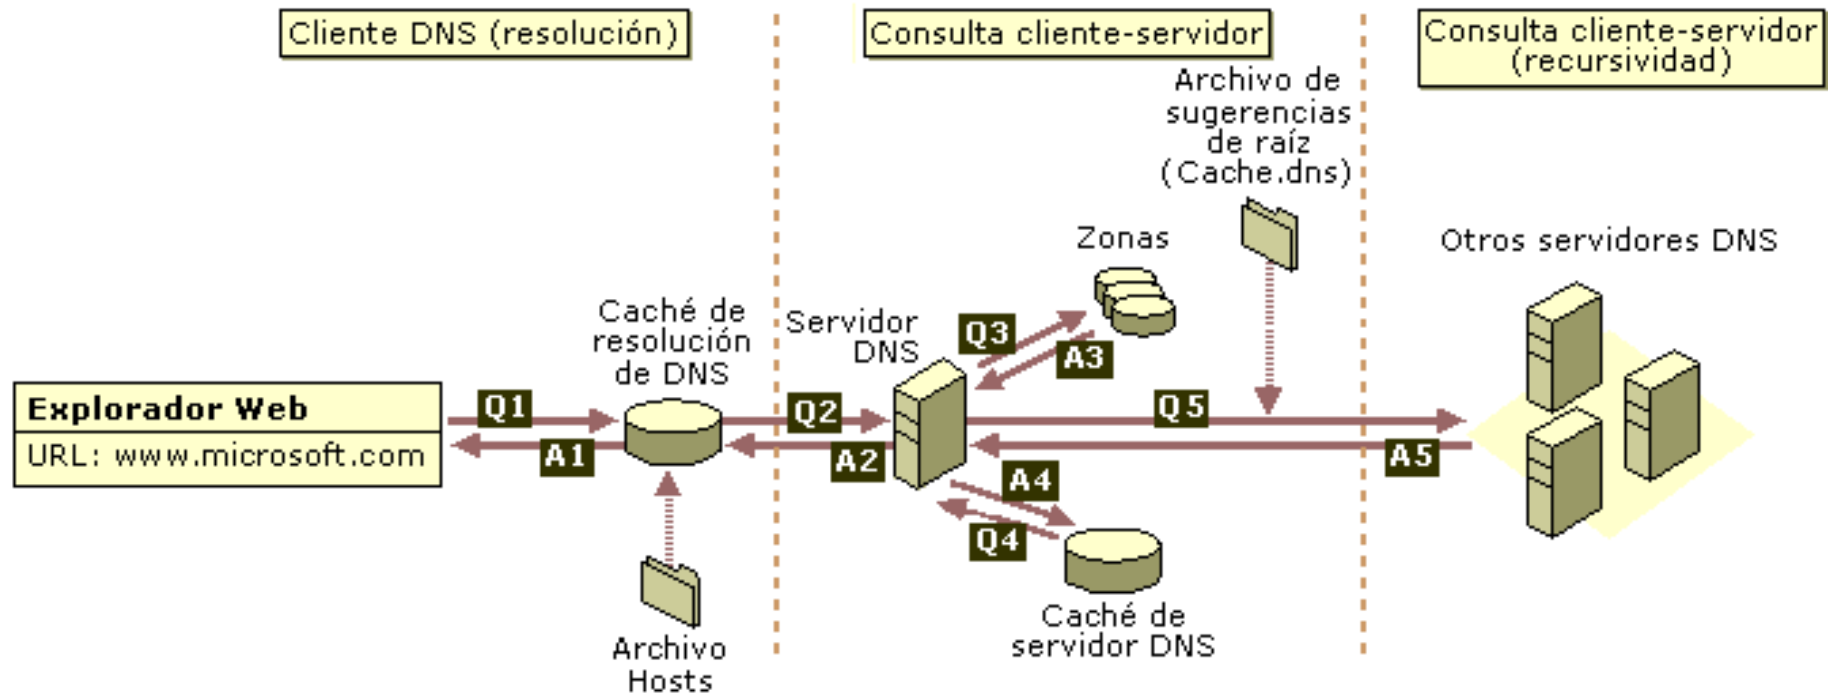 Cliente DNS (resolución)
Consulta cliente-servidor
Consulta cliente-servidor
(recursividad)
Archivo de
sugerencias
de raíz
(Cache.dns)
Zonas
Otros servidores DNS
Caché de
resolución
de DNS
Servidor
DNS
Q3
A3
Explorador Web
URL: www.microsoft.com
Q1
A1
Q2
A2
Q5
A5
A4
Q4
Caché de
servidor DNS
Archivo
Hosts